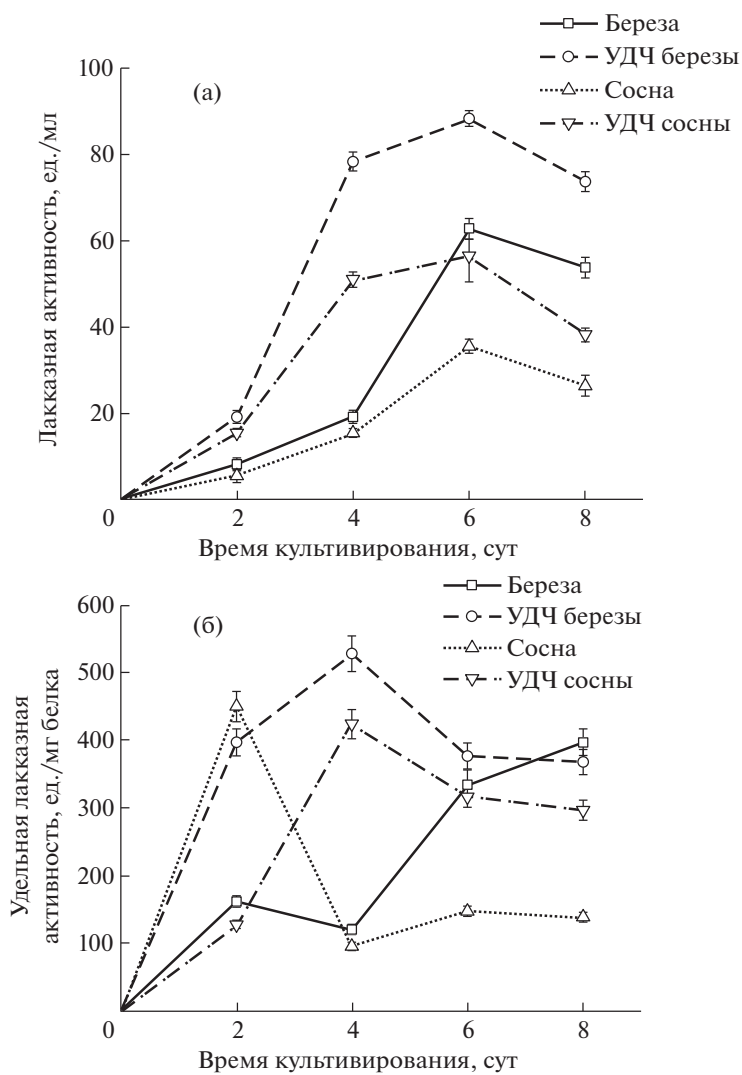 Береза
УДЧ березы
Сосна
УДЧ сосны
(а)
100
80
60
40
20
0
2
4
6
8
Лакказная активность, ед./мл
Время культивирования, сут
Береза
УДЧ березы
Сосна
УДЧ сосны
(б)
600
500
400
300
200
100
0
2
4
6
8
Удельная лакказная
активность, ед./мг белка
Время культивирования, сут